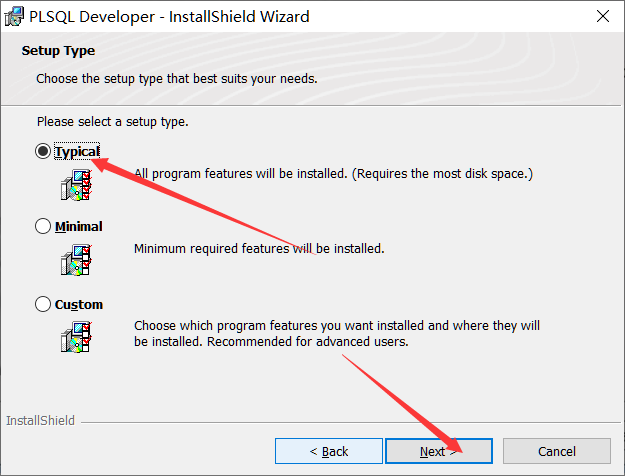 PLSQL Developer - InstallShield Wizard
Setup Type
Choose the setup type that best suits your needs.
Please select a setup type.
Typical
All program features will be installed. (Requires the most disk space.)
Minimal
Minimum required features will be installed.
Custom
Choose which program features you want installed and where they will
be installed. Recommended for advanced users.
InstallShield
< Back
Next >
Cancel